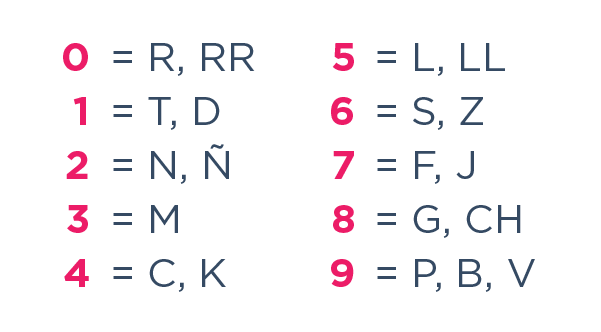 0 = R, RR
1 = T, D
2 = N, Ñ
3 = M
4 = C, K
5 = L, LL
6 = S, Z
7 = F, J
8 = G, CH
9 = P, B, V